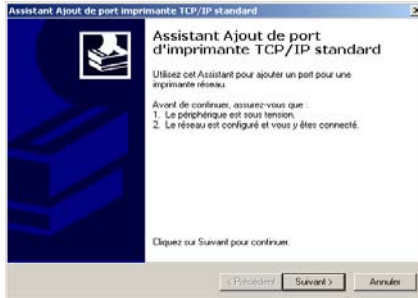 Assistant Ajout de port imprimante TCP/IP standard
Assistant Ajout de port
d'imprimante TCP/IP standard
Utilisez cet Assistant pour ajouter un port pour une
imprimante réseau.
Avant de continuer, assurez-vous que :
1. Le périphérique est sous tension.
2. Le réseau est configuré et vous y êtes connecté.
Cliquez sur Suivant pour continuer.
< Précédent Suivant > Annuler